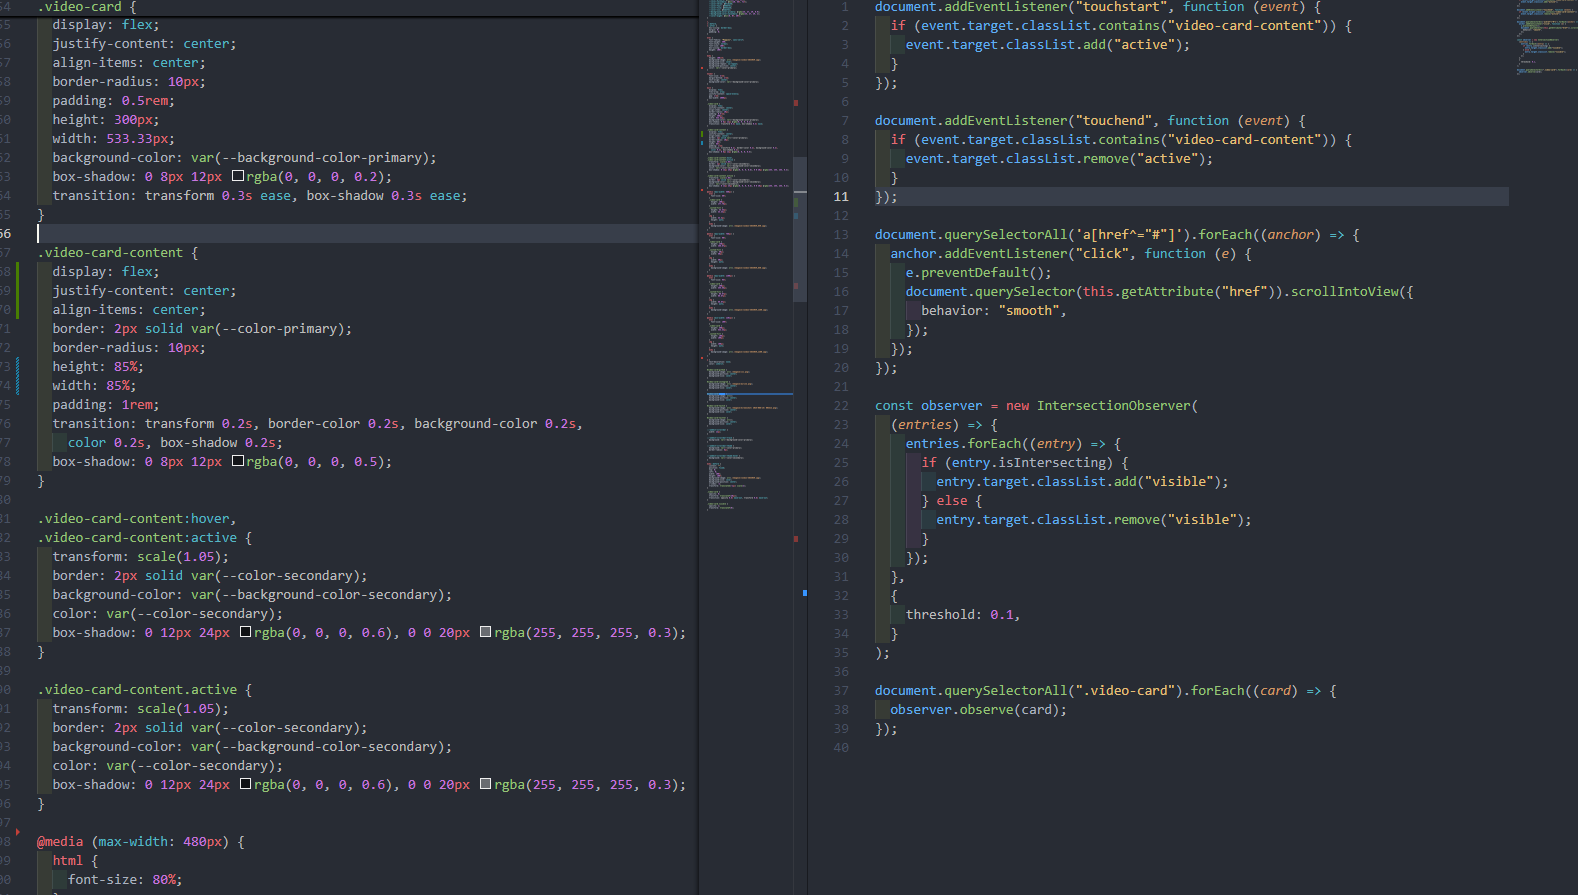 54 .video-card {
55 display: flex;
56 justify-content: center;
57 align-items: center;
58 border-radius: 10px;
59 padding: 0.5rem;
60 height: 300px;
61 width: 533.33px;
62 background-color: var(--background-color-primary);
63 box-shadow: 0 8px 12px rgba(0, 0, 0, 0.2);
64 transition: transform 0.3s ease, box-shadow 0.3s ease;
65 }
66
67 .video-card-content {
68 display: flex;
69 justify-content: center;
70 align-items: center;
71 border: 2px solid var(--color-primary);
72 border-radius: 10px;
73 height: 85%;
74 width: 85%;
75 padding: 1rem;
76 transition: transform 0.2s, border-color 0.2s, background-color 0.2s,
77 color 0.2s, box-shadow 0.2s;
78 box-shadow: 0 8px 12px rgba(0, 0, 0, 0.5);
79 }
80
81 .video-card-content:hover,
82 .video-card-content:active {
83 transform: scale(1.05);
84 border: 2px solid var(--color-secondary);
85 background-color: var(--background-color-secondary);
86 color: var(--color-secondary);
87 box-shadow: 0 12px 24px rgba(0, 0, 0, 0.6), 0 0 20px rgba(255, 255, 255, 0.3);
88 }
89
90 .video-card-content.active {
91 transform: scale(1.05);
92 border: 2px solid var(--color-secondary);
93 background-color: var(--background-color-secondary);
94 color: var(--color-secondary);
95 box-shadow: 0 12px 24px rgba(0, 0, 0, 0.6), 0 0 20px rgba(255, 255, 255, 0.3);
96 }
97
98 @media (max-width: 480px) {
99 html {
00 font-size: 80%;
1 document.addEventListener("touchstart", function (event) {
2 if (event.target.classList.contains("video-card-content")) {
3 event.target.classList.add("active");
4 }
5 });
6
7 document.addEventListener("touchend", function (event) {
8 if (event.target.classList.contains("video-card-content")) {
9 event.target.classList.remove("active");
10 }
11 });
12
13 document.querySelectorAll('a[href^="#"]').forEach((anchor) => {
14 anchor.addEventListener("click", function (e) {
15 e.preventDefault();
16 document.querySelector(this.getAttribute("href")).scrollIntoView({
17 behavior: "smooth",
18 });
19 });
20 });
21
22 const observer = new IntersectionObserver(
23 (entries) => {
24 entries.forEach((entry) => {
25 if (entry.isIntersecting) {
26 entry.target.classList.add("visible");
27 } else {
28 entry.target.classList.remove("visible");
29 }
30 });
31 },
32 {
33 threshold: 0.1,
34 }
35 );
36
37 document.querySelectorAll(".video-card").forEach((card) => {
38 observer.observe(card);
39 });
40